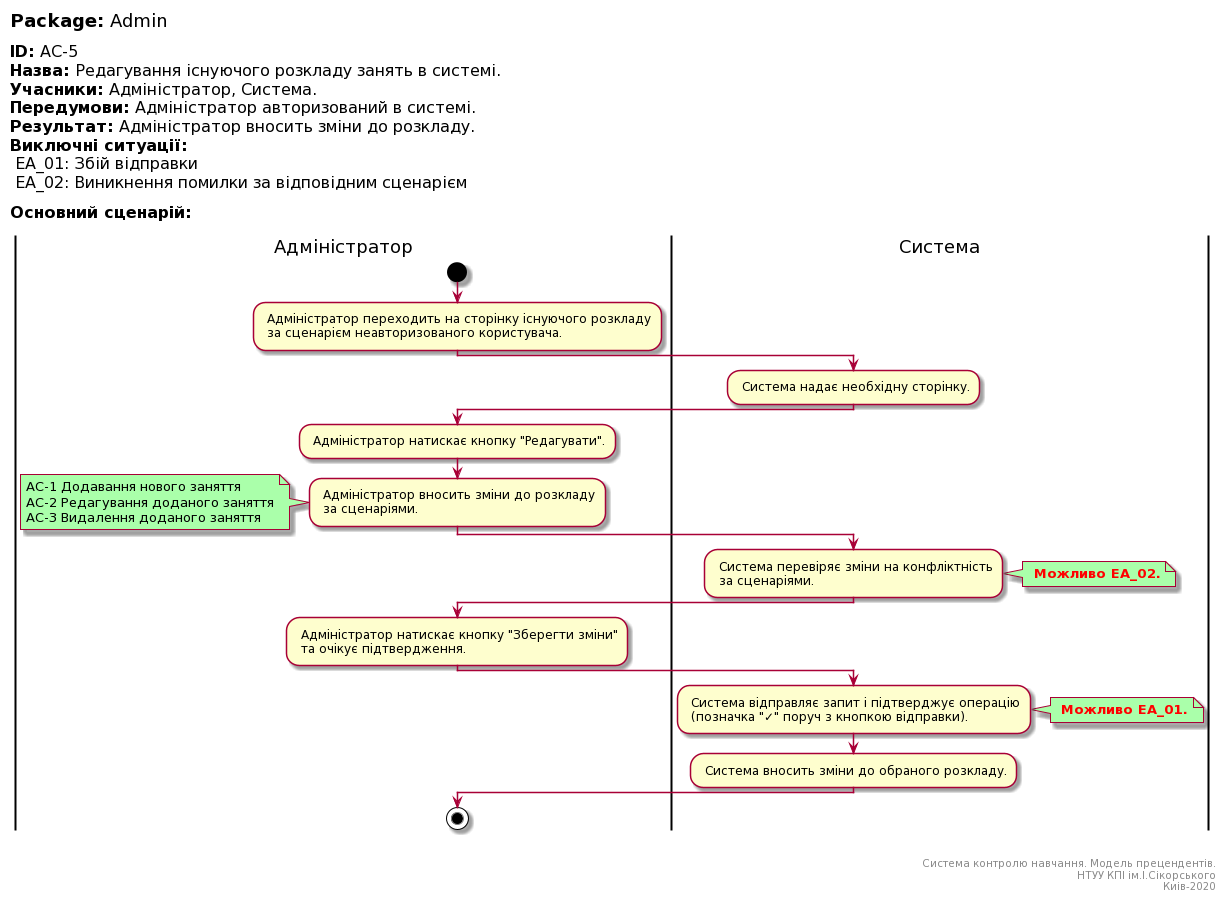 Package: Admin
ID: AC-5
Назва: Редагування існуючого розкладу занять в системі.
Учасники: Адміністратор, Система.
Передумови: Адміністратор авторизований в системі.
Результат: Адміністратор вносить зміни до розкладу.
Виключні ситуації:
EA_01: Збій відправки
EA_02: Виникнення помилки за відповідним сценарієм
Основний сценарій:
Адміністратор
Система
Адміністратор переходить на сторінку існуючого розкладу
за сценарієм неавторизованого користувача.
Система надає необхідну сторінку.
Адміністратор натискає кнопку "Редагувати".
АС-1 Додавання нового заняття
АС-2 Редагування доданого заняття
АС-3 Видалення доданого заняття
Адміністратор вносить зміни до розкладу
за сценаріями.
Система перевіряє зміни на конфліктність
за сценаріями.
Можливо EA_02.
Адміністратор натискає кнопку "Зберегти зміни"
та очікує підтвердження.
Система відправляє запит і підтверджує операцію
(позначка "✓" поруч з кнопкою відправки).
Можливо EA_01.
Система вносить зміни до обраного розкладу.
Система контролю навчання. Модель прецендентів.
НТУУ КПІ ім.І.Сікорського
Киів-2020